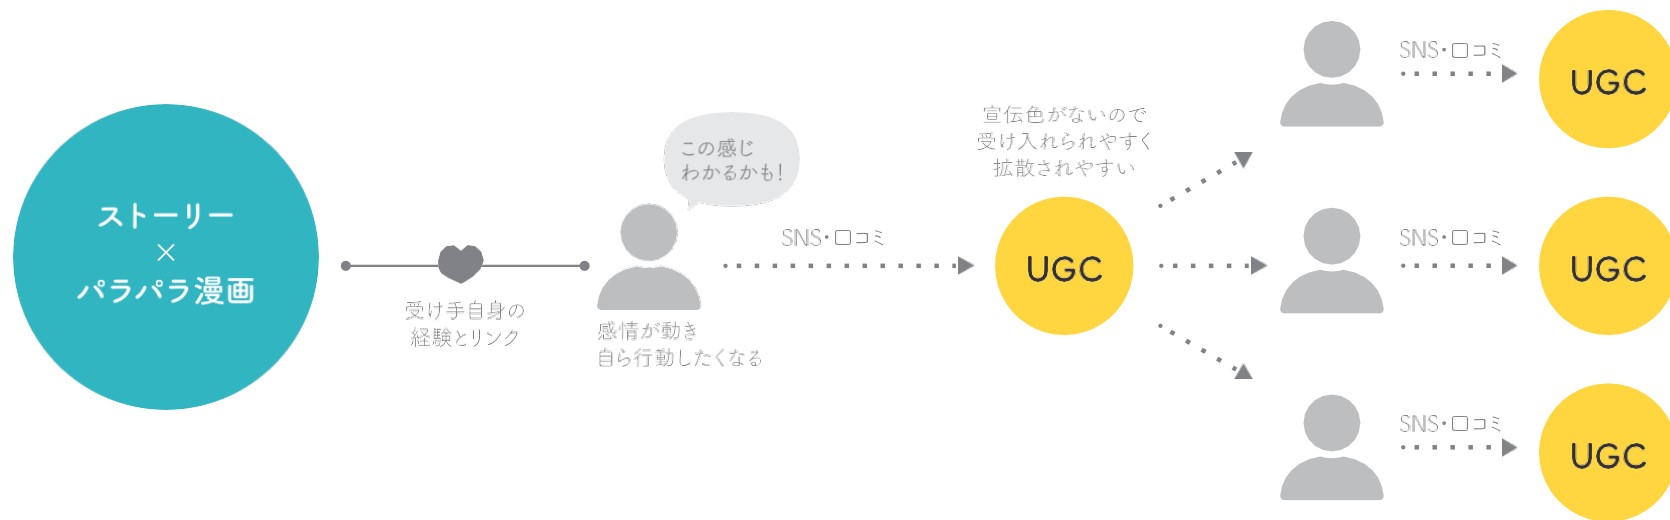 ストーリー
×
パラパラ漫画
受け手自身の
経験とリンク
この感じ
わかるかも!
感情が動き
自ら行動したくなる
SNS・口コミ
宣伝色がないので
受け入れられやすく
拡散されやすい
UGC
SNS・口コミ
UGC
SNS・口コミ
UGC
SNS・口コミ
UGC